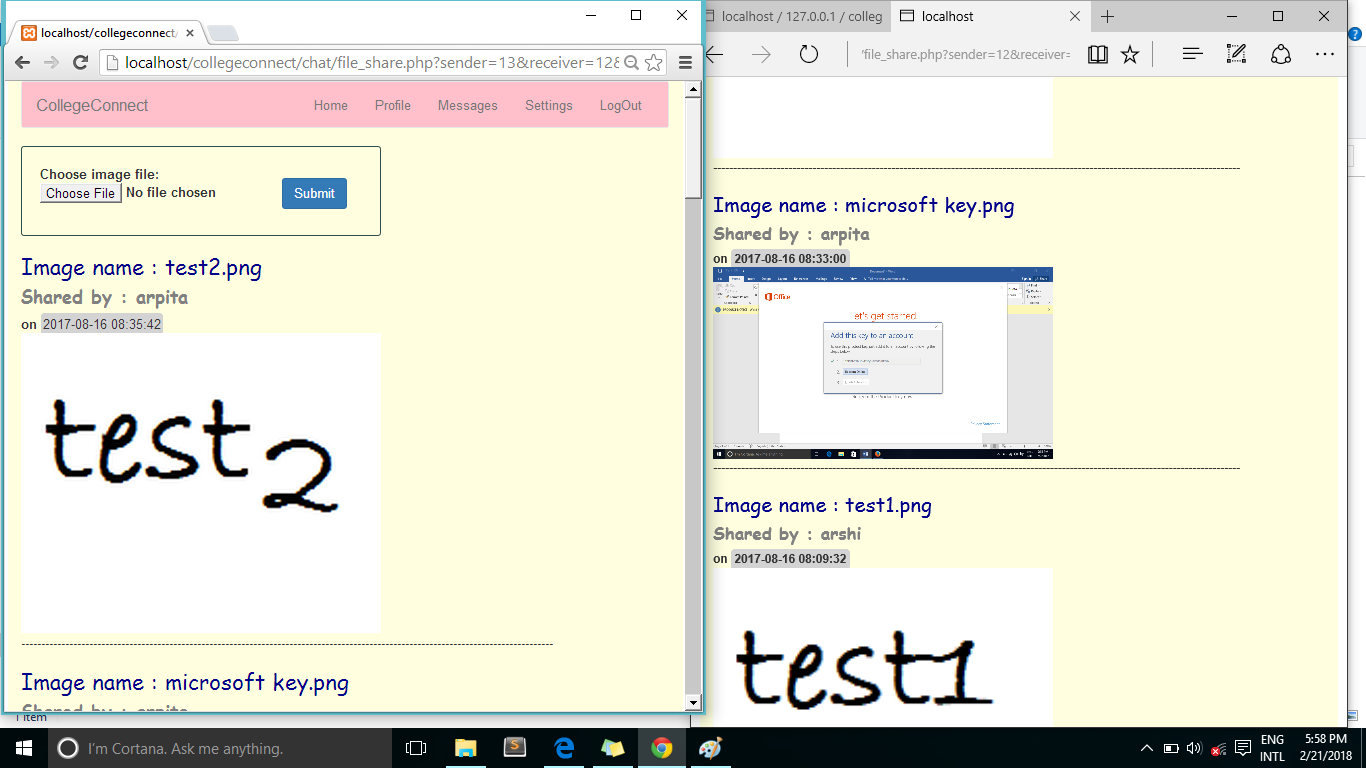 localhost/collegeconnect/
localhost/collegeconnect/chat/file_share.php?sender=13&receiver=12&
CollegeConnect
Home Profile Messages Settings LogOut
Choose image file:
Choose File No file chosen
Submit
Image name : test2.png
Shared by : arpita
on 2017-08-16 08:35:42
test2
Image name : microsoft key.png
Shared by : arpita
1 item
localhost / 127.0.0.1 / colleg
localhost
'file_share.php?sender=12&receiver=
Image name : microsoft key.png
Shared by : arpita
on 2017-08-16 08:33:00
Office
Let's get started
Add this key to an account
Image name : test1.png
Shared by : arshi
on 2017-08-16 08:09:32
test1
I'm Cortana. Ask me anything.
ENG
INTL
5:58 PM
2/21/2018